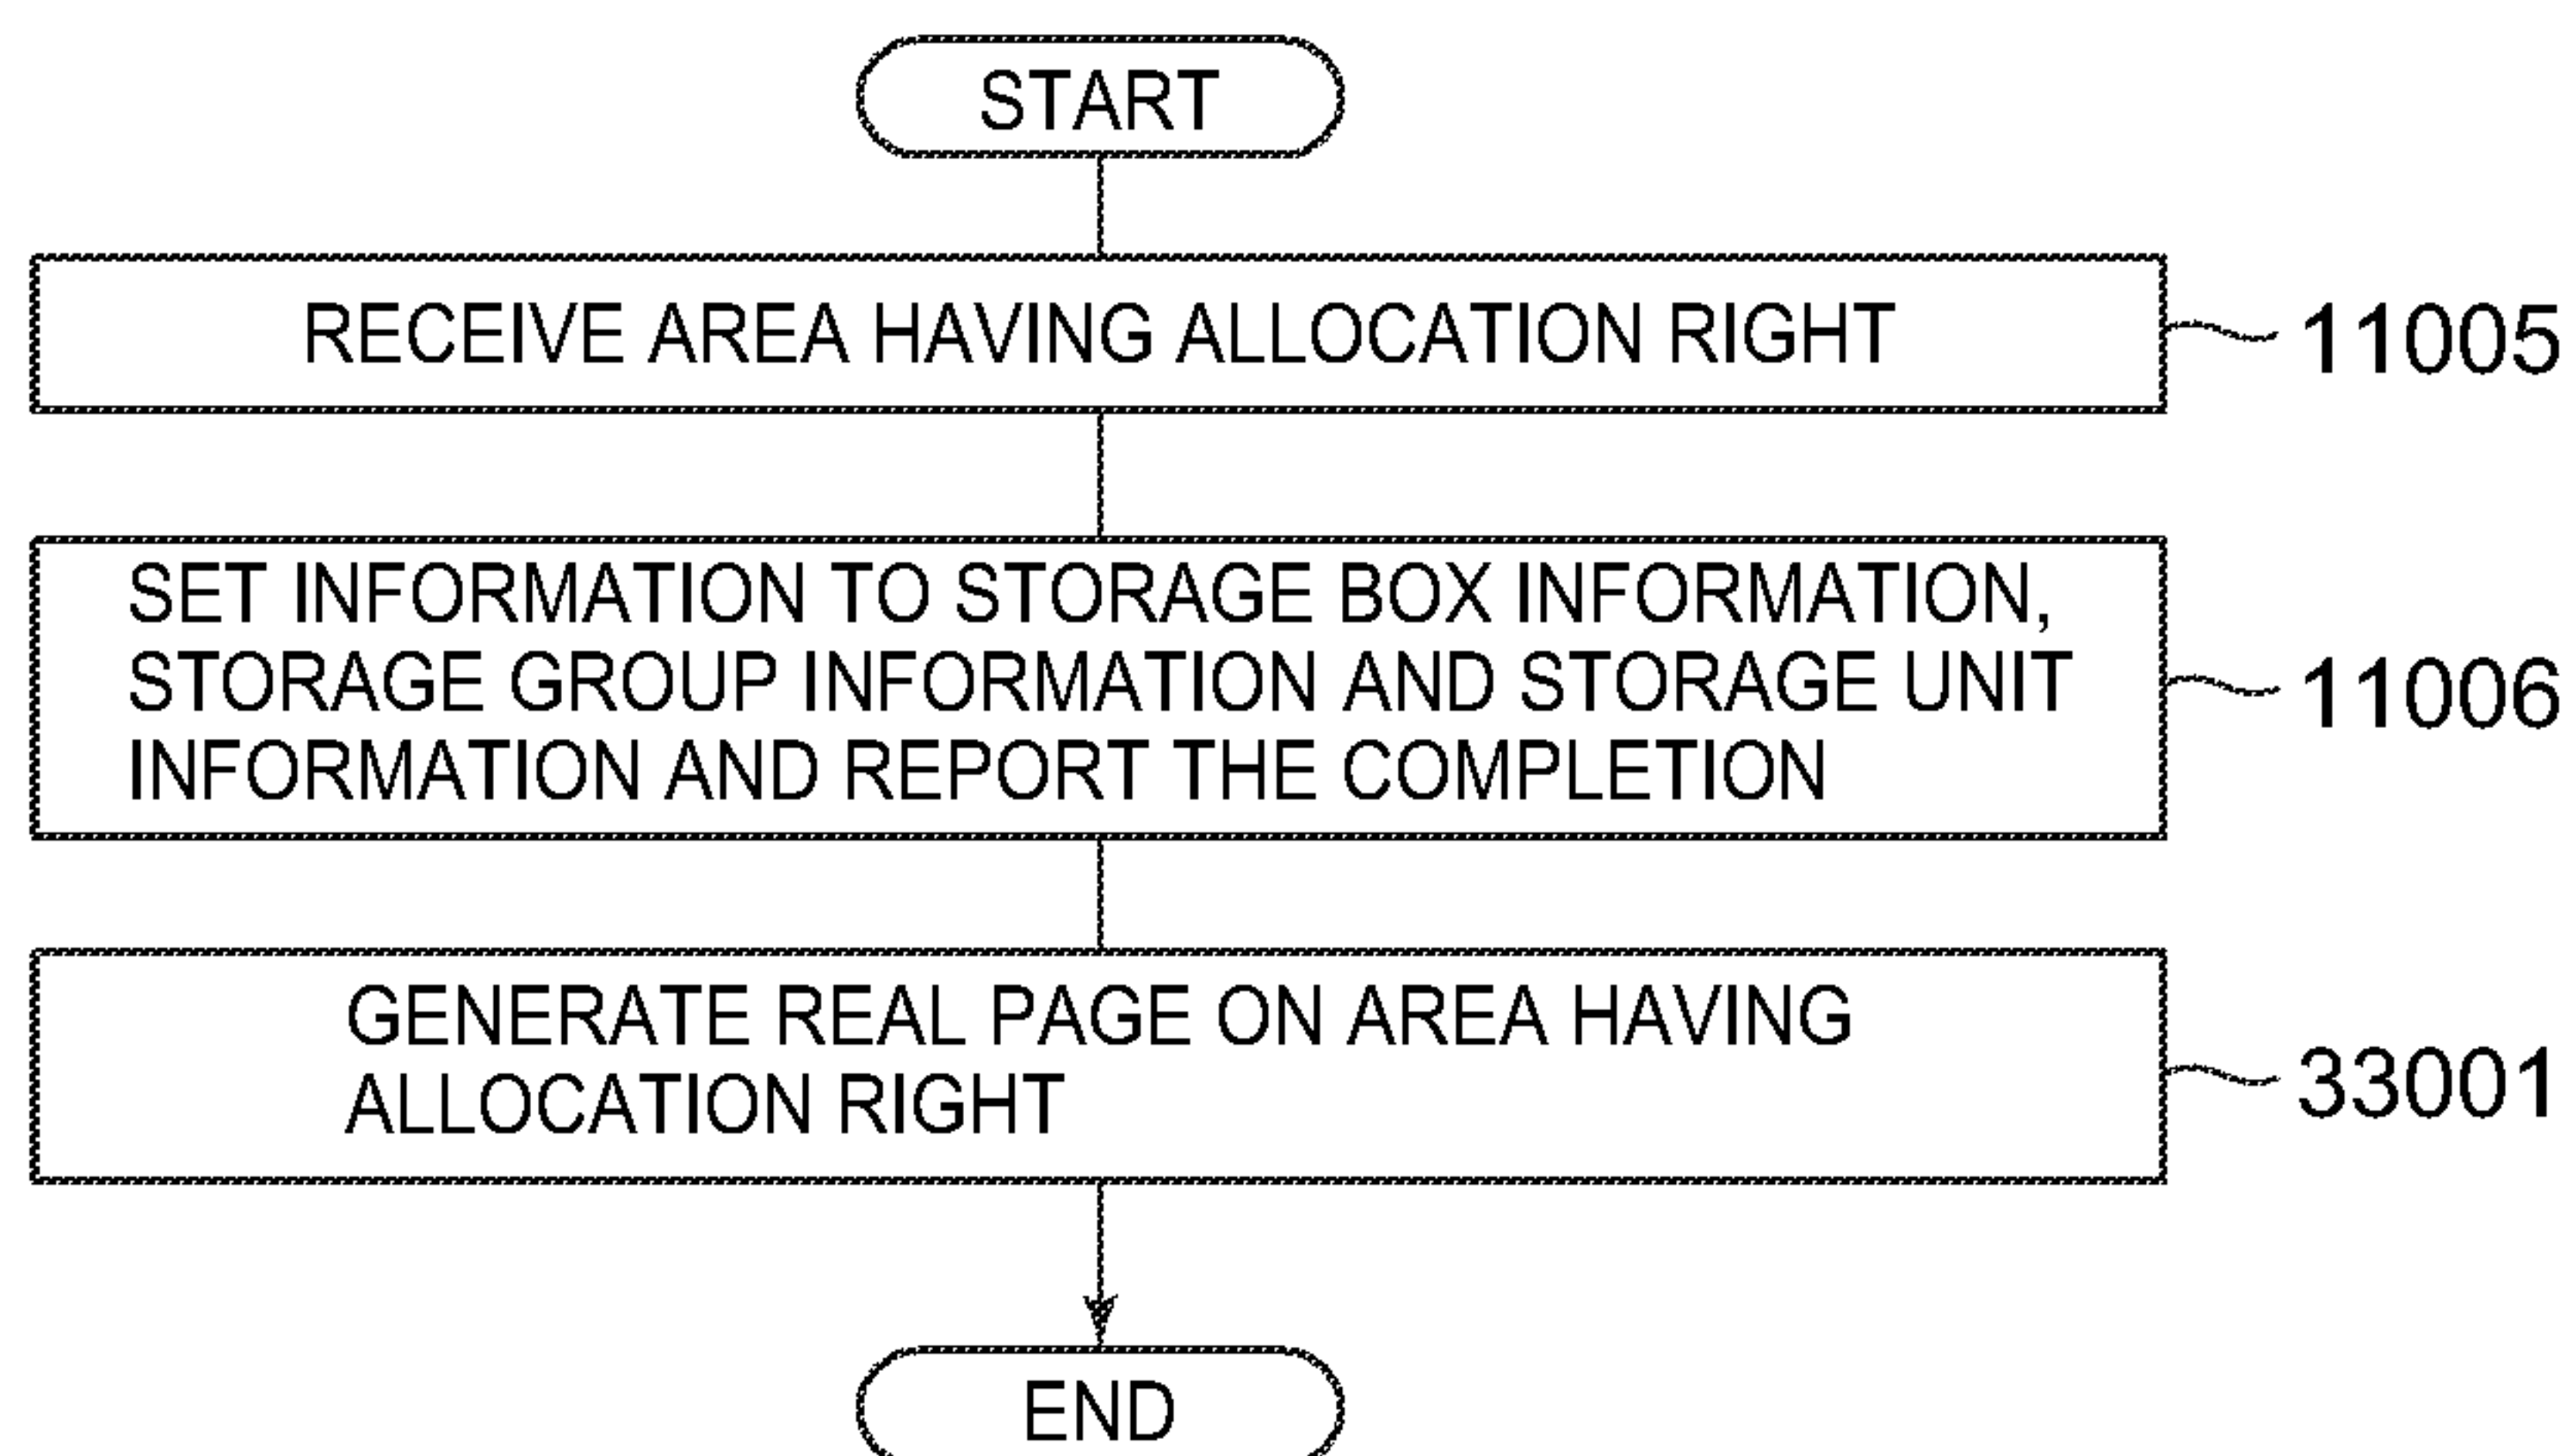 START
RECEIVE AREA HAVING ALLOCATION RIGHT
11005
SET INFORMATION TO STORAGE BOX INFORMATION,
STORAGE GROUP INFORMATION AND STORAGE UNIT
INFORMATION AND REPORT THE COMPLETION
11006
GENERATE REAL PAGE ON AREA HAVING
ALLOCATION RIGHT
33001
END